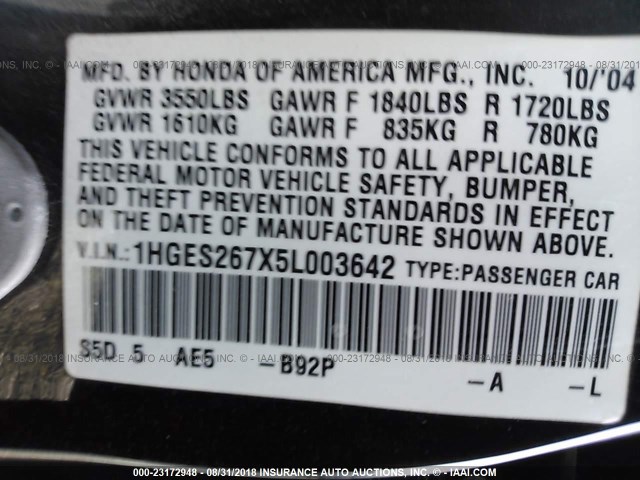 MFD. BY HONDA OF AMERICA MFG., INC. 10/'04
GVWR 3550LBS GAWR F 1840LBS R 1720LBS
GVWR 1610KG GAWR F 835KG R 780KG
THIS VEHICLE CONFORMS TO ALL APPLICABLE
FEDERAL MOTOR VEHICLE SAFETY, BUMPER,
AND THEFT PREVENTION STANDARDS IN EFFECT
ON THE DATE OF MANUFACTURE SHOWN ABOVE.
V.I.N.: 1HGES267X5L003642 TYPE:PASSENGER CAR
S5D 5 AE5 -B92P -A -L
000-23172948 - 08/31/2018 INSURANCE AUTO AUCTIONS, INC. - IAAI.COM